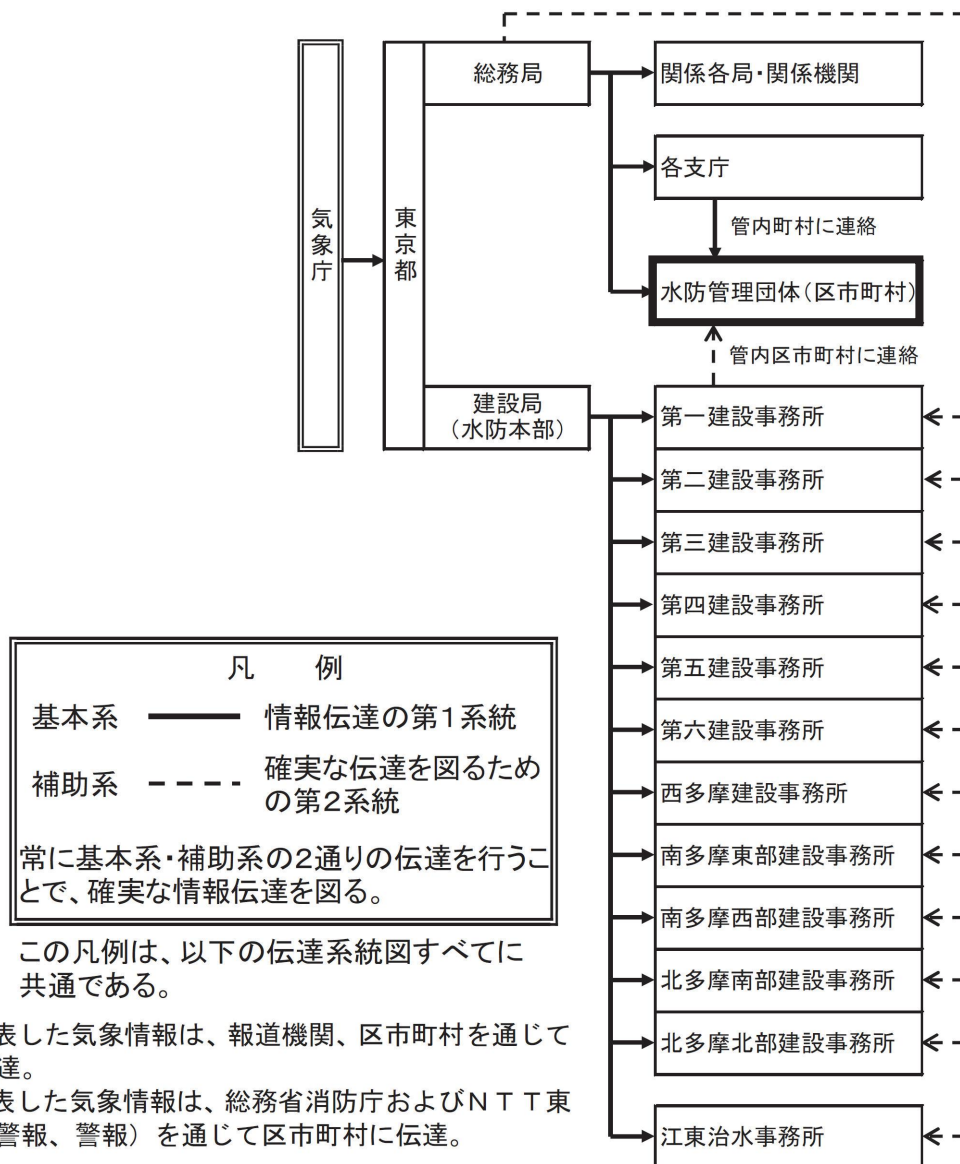 総務局
関係各局・関係機関
各支庁
気象庁
東京都
管内町村に連絡
水防管理団体（区市町村）
管内区市町村に連絡
建設局
（水防本部）
第一建設事務所
第二建設事務所
第三建設事務所
第四建設事務所
第五建設事務所
第六建設事務所
西多摩建設事務所
南多摩東部建設事務所
南多摩西部建設事務所
北多摩南部建設事務所
北多摩北部建設事務所
江東治水事務所
凡　例
基本系 情報伝達の第1系統
補助系 確実な伝達を図るため
の第2系統
常に基本系・補助系の2通りの伝達を行うこ
とで、確実な情報伝達を図る。
この凡例は、以下の伝達系統図すべてに
共通である。
表した気象情報は、報道機関、区市町村を通じて
達。
表した気象情報は、総務省消防庁およびＮＴＴ東
警報、警報）を通じて区市町村に伝達。